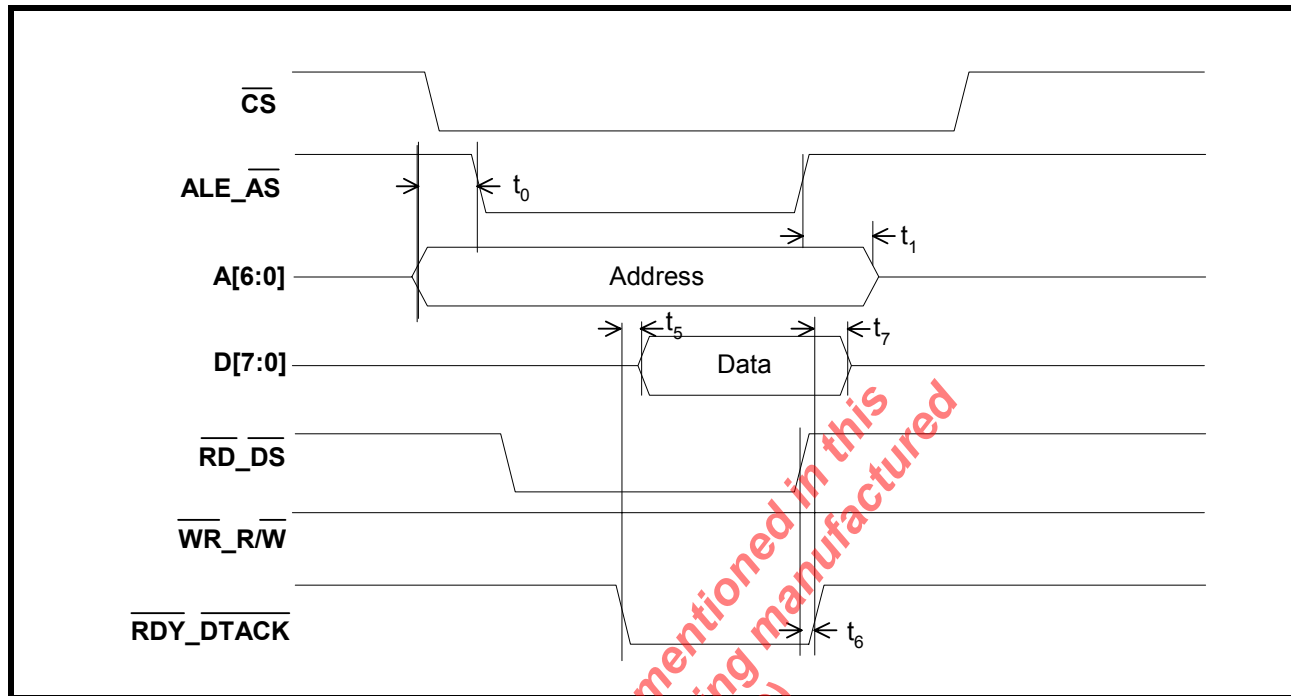 CS
ALE_AS
t0
t1
A[6:0]
Address
t5
t7
D[7:0]
Data
RD_DS
WR_R/W
RDY_DTACK
t6
mentioned in this
ing manufactured